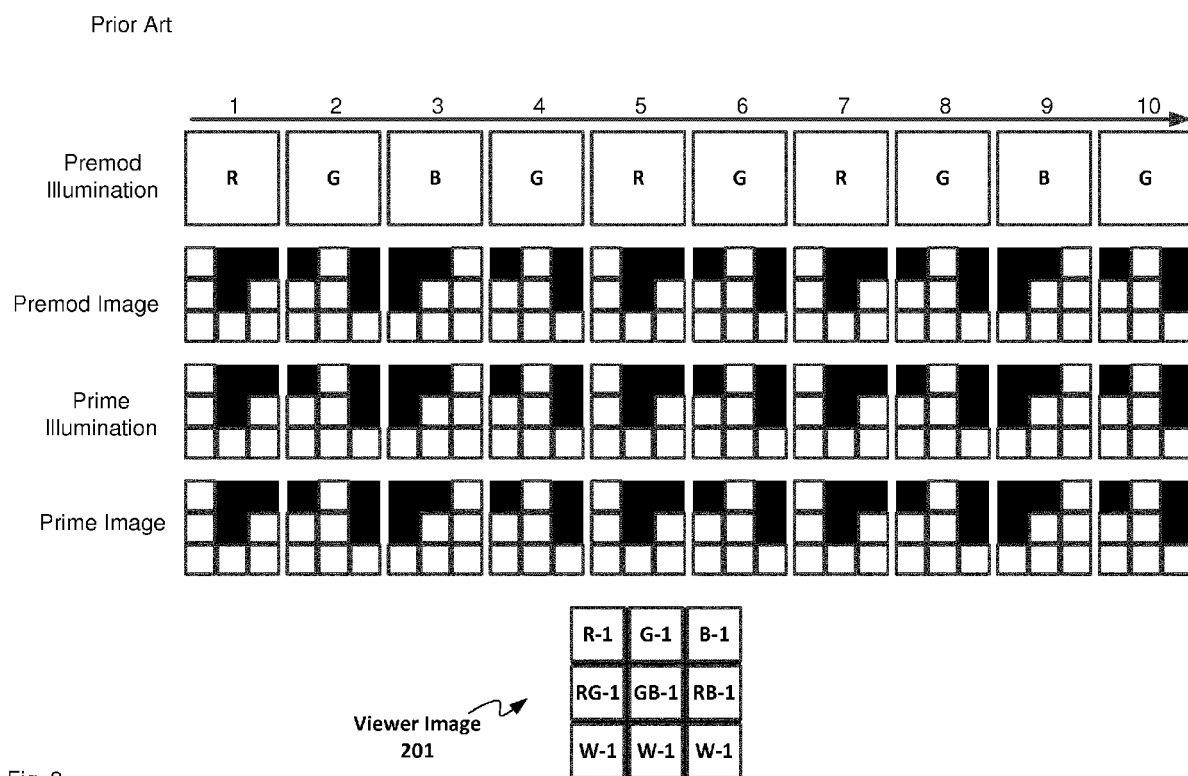 Prior Art
1 2 3 4 5 6 7 8 9 10
Premod
Illumination
R G B G R G R G B G
Premod Image
Prime
Illumination
Prime Image
R-1 G-1 B-1
RG-1 GB-1 RB-1
W-1 W-1 W-1
Viewer Image
201